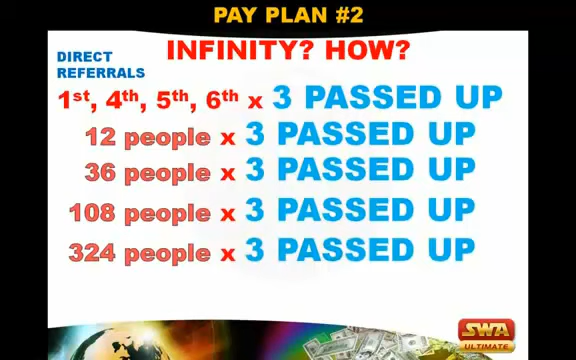 PAY PLAN #2
INFINITY? HOW?
DIRECT
REFERRALS
1st, 4th, 5th, 6th x 3 PASSED UP
12 people x 3 PASSED UP
36 people x 3 PASSED UP
108 people x 3 PASSED UP
324 people x 3 PASSED UP
SWA
ULTIMATE